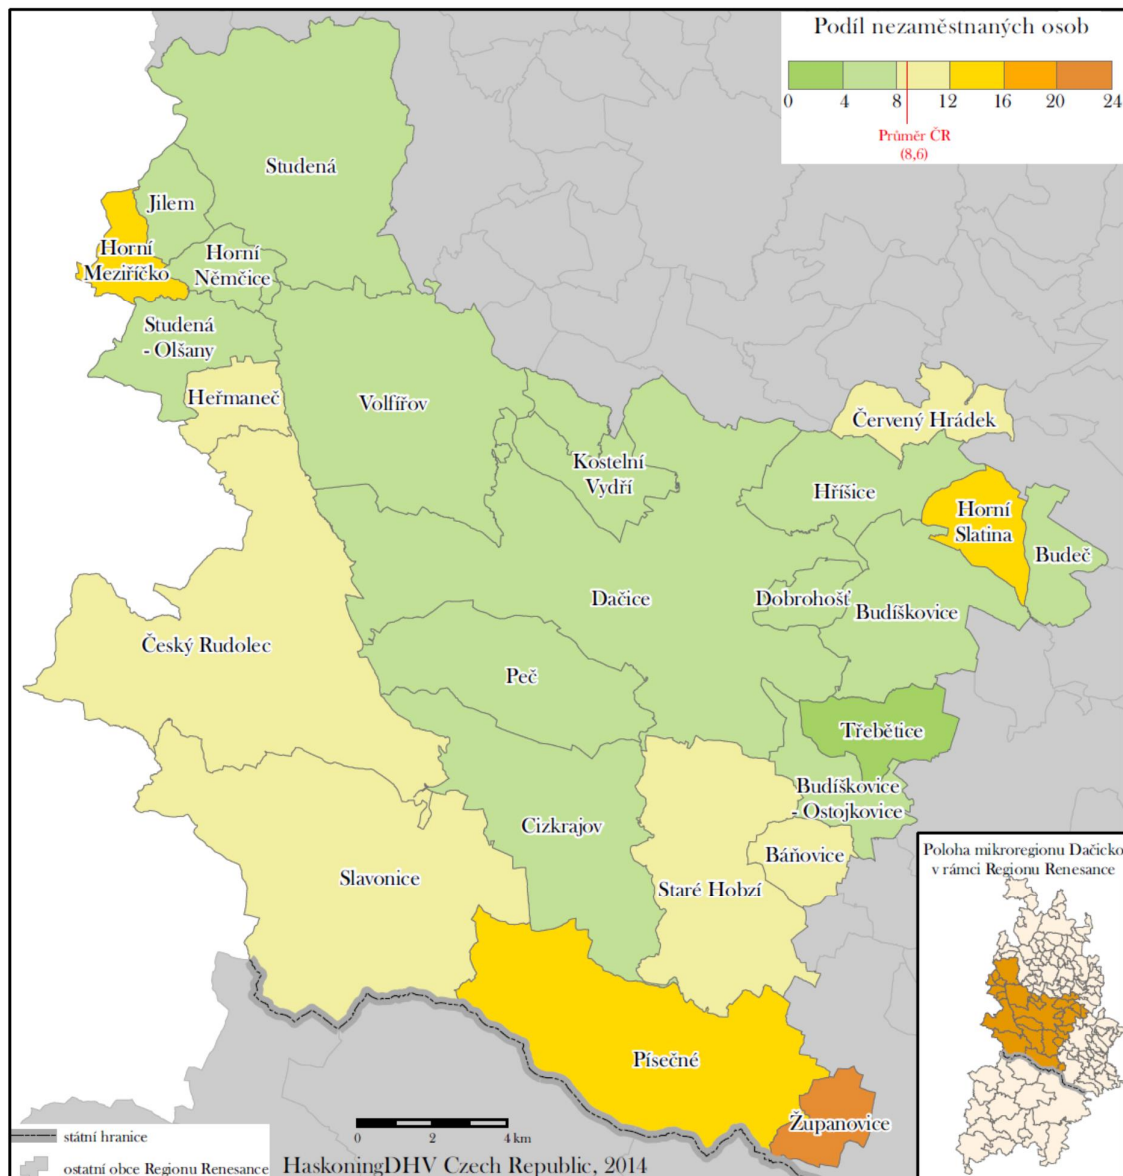 Podíl nezaměstnaných osob
0 4 8 12 16 20 24
Průměr ČR
(8,6)
Studená
Jilem
Horní
Meziříčko
Horní
Němčice
Studená
- Olšany
Heřmaneč
Volfířov
Červený Hrádek
Kostelní
Vydří
Hříšice
Horní
Slatina
Budeč
Dačice
Dobrohošť
Budíškovice
Český Rudolec
Peč
Třebětice
Budíškovice
- Ostojkovice
Cizkrajov
Báňovice
Slavonice
Staré Hobzí
Poloha mikroregionu Dačicko
v rámci Regionu Renesance
Písečné
Županovice
0 2 4 km
státní hranice
ostatní obce Regionu Renesance
HaskoningDHV Czech Republic, 2014